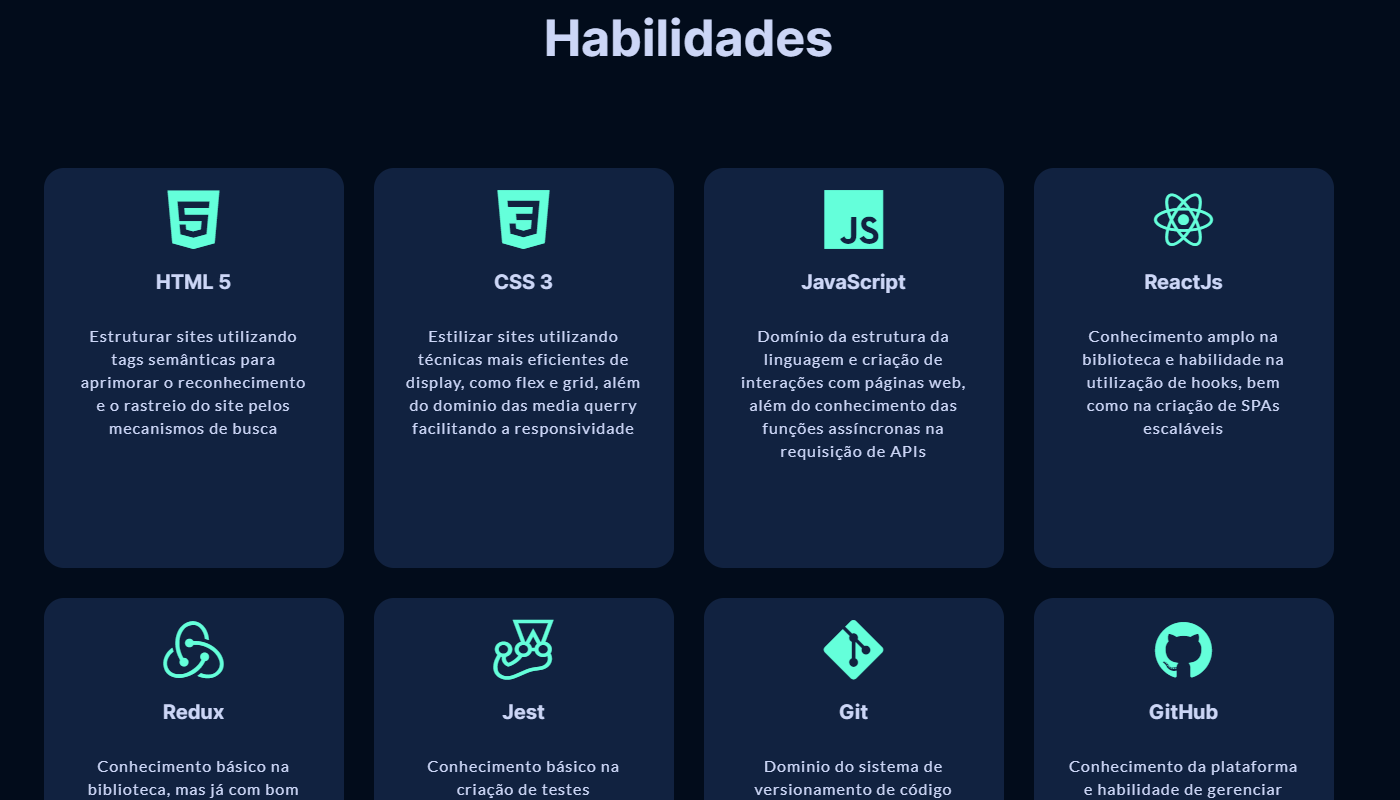 Habilidades
HTML 5
Estruturar sites utilizando
tags semânticas para
aprimorar o reconhecimento
e o rastreio do site pelos
mecanismos de busca
CSS 3
Estilizar sites utilizando
técnicas mais eficientes de
display, como flex e grid, além
do dominio das media querry
facilitando a responsividade
JS
JavaScript
Domínio da estrutura da
linguagem e criação de
interações com páginas web,
além do conhecimento das
funções assíncronas na
requisição de APIs
ReactJs
Conhecimento amplo na
biblioteca e habilidade na
utilização de hooks, bem
como na criação de SPAs
escaláveis
Redux
Conhecimento básico na
biblioteca, mas já com bom
Jest
Conhecimento básico na
criação de testes
Git
Dominio do sistema de
versionamento de código
GitHub
Conhecimento da plataforma
e habilidade de gerenciar